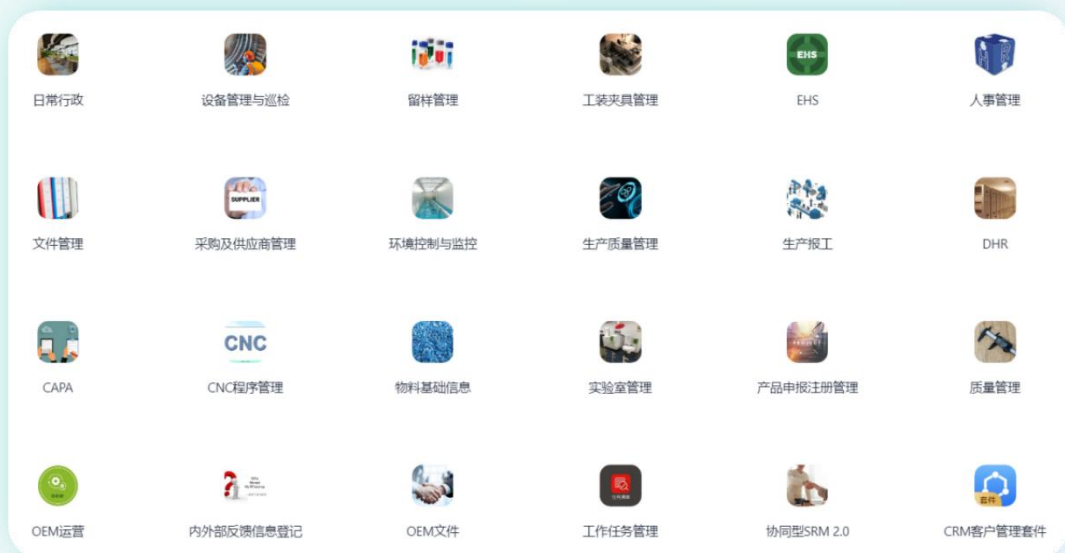 EHS
日常行政
设备管理与巡检
留样管理
工装夹具管理
EHS
人事管理
SUPPLIER
文件管理
采购及供应商管理
环境控制与监控
生产质量管理
生产报工
DHR
CNC
PROJECT
CAPA
CNC程序管理
物料基础信息
实验室管理
产品申报注册管理
质量管理
套件
OEM运营
内外部反馈信息登记
OEM文件
工作任务管理
协同型SRM 2.0
CRM客户管理套件